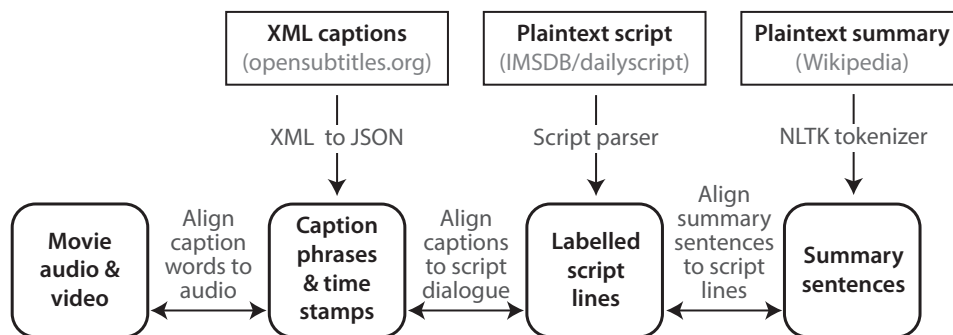 XML captions
(opensubtitles.org)
Plaintext script
(IMSDB/dailyscript)
Plaintext summary
(Wikipedia)
XML to JSON
Script parser
NLTK tokenizer
Movie
audio &
video
Align
caption
words to
audio
Caption
phrases
& time
stamps
Align
captions
to script
dialogue
Labelled
script
lines
Align
summary
sentences
to script
lines
Summary
sentences